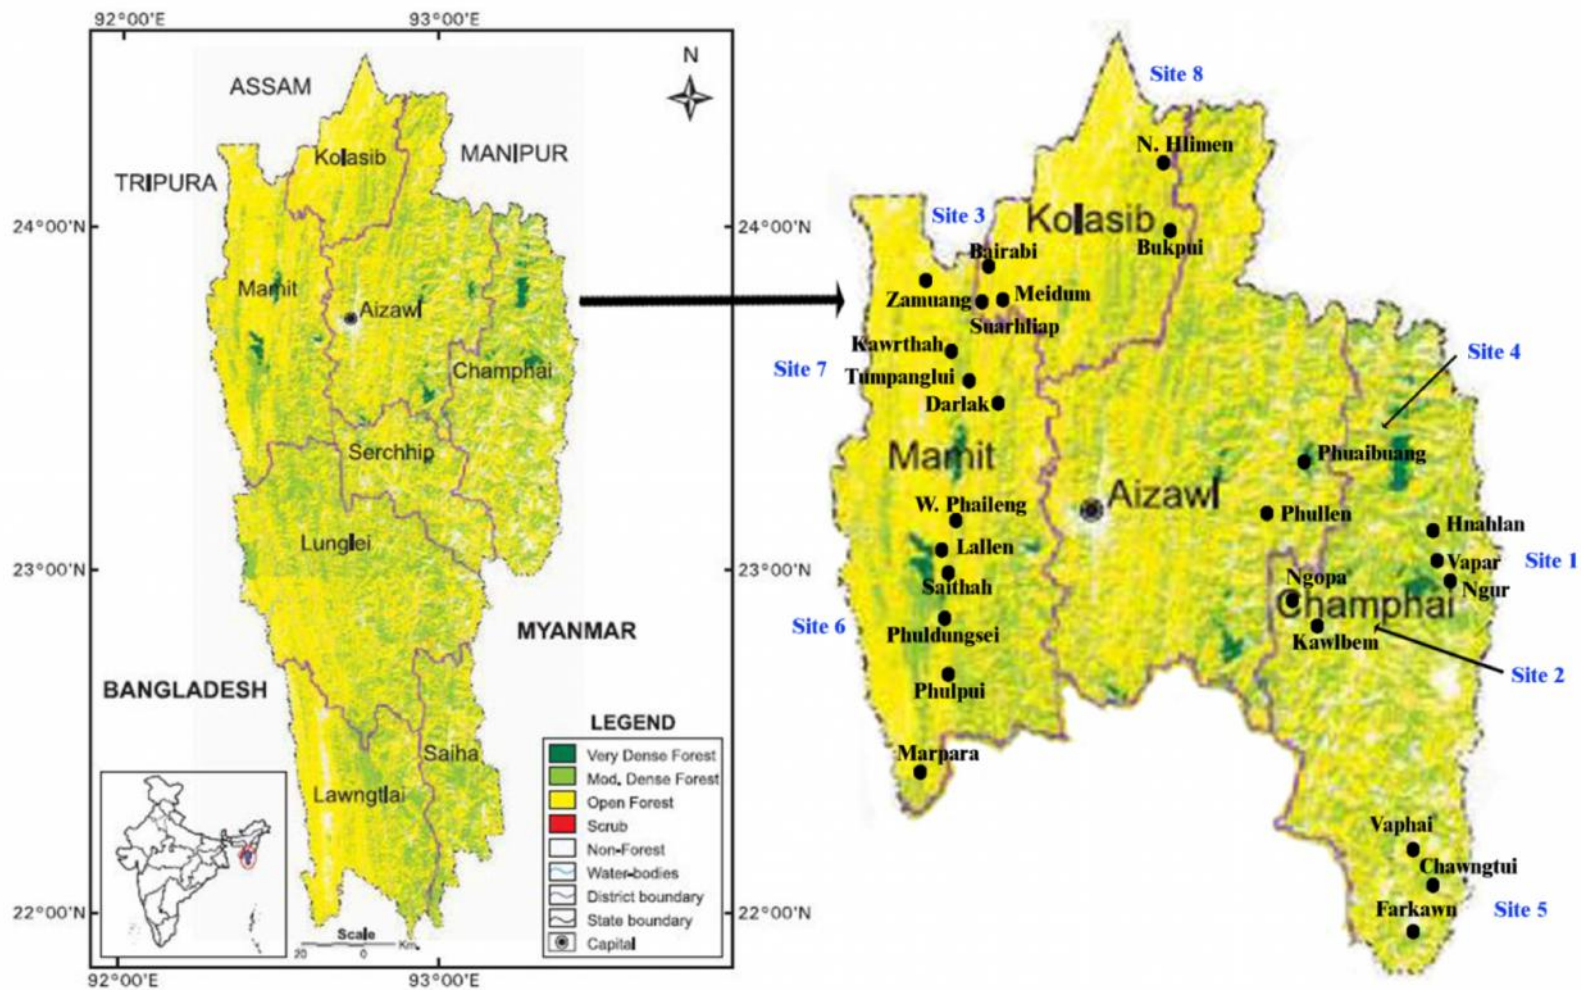 92°00'E
93°00'E
N
ASSAM
Kolasib
MANIPUR
TRIPURA
24°00'N
24°00'N
Mamit
Aizawl
Champhai
Serchhip
Lunglei
23°00'N
23°00'N
MYANMAR
BANGLADESH
Saiha
Lawngtlai
LEGEND
Very Dense Forest
Mod. Dense Forest
Open Forest
Scrub
Non-Forest
Water-bodies
District boundary
State boundary
Capital
Scale
20 0 Km.
22°00'N
22°00'N
92°00'E
93°00'E
Site 8
N. Hlimen
Site 3
Kolasib
Bukpui
Bairabi
Zamuang
Meidum
Suarhliap
Kawrthah
Site 7
Tumpanglui
Darlak
Site 4
Mamit
Phuaibuang
Aizawl
W. Phaileng
Phullen
Hnahlan
Lallen
Vapar
Site 1
Saithah
Ngopa
Ngur
Champhai
Site 6
Phuldungsei
Kawlbem
Site 2
Phulpui
Marpara
Vaphai
Chawngtui
Farkawn
Site 5